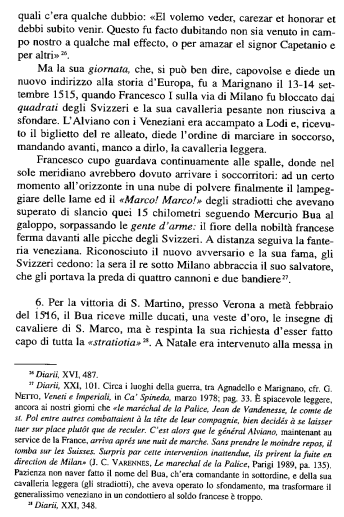 quali c'era qualche dubbio: «El volemo veder, carezar et honorar et
debbi subito venir. Questo fu facto dubitando non sia venuto in cam-
po nostro a qualche mal effecto, o per amazar el signor Capetanio e
per altri»²⁶.
Ma la sua giornata, che, si può ben dire, capovolse e diede un
nuovo indirizzo alla storia d'Europa, fu a Marignano il 13-14 set-
tembre 1515, quando Francesco I sulla via di Milano fu bloccato dai
quadrati degli Svizzeri e la sua cavalleria pesante non riusciva a
sfondare. L'Alviano con i Veneziani era accampato a Lodi e, ricevu-
to il biglietto del re alleato, diede l'ordine di marciare in soccorso,
mandando avanti, manco a dirlo, la cavalleria leggera.
Francesco cupo guardava continuamente alle spalle, donde nel
sole meridiano avrebbero dovuto arrivare i soccorritori: ad un certo
momento all'orizzonte in una nube di polvere finalmente il lampeg-
giare delle lame ed il «Marco! Marco!» degli stradiotti che avevano
superato di slancio quei 15 chilometri seguendo Mercurio Bua al
galoppo, sorpassando le gente d'arme: il fiore della nobiltà francese
ferma davanti alle picche degli Svizzeri. A distanza seguiva la fante-
ria veneziana. Riconosciuto il nuovo avversario e la sua fama, gli
Svizzeri cedono: la sera il re sotto Milano abbraccia il suo salvatore,
che gli portava la preda di quattro cannoni e due bandiere²⁷.
6. Per la vittoria di S. Martino, presso Verona a metà febbraio
del 1516, il Bua riceve mille ducati, una veste d'oro, le insegne di
cavaliere di S. Marco, ma è respinta la sua richiesta d'esser fatto
capo di tutta la «stratiotia»²⁸. A Natale era intervenuto alla messa in
²⁶ Diarii, XVI, 487.
²⁷ Diarii, XXI, 101. Circa i luoghi della guerra, tra Agnadello e Marignano, cfr. G.
NETTO, Veneti e Imperiali, in Ca' Spineda, marzo 1978; pag. 33. È spiacevole leggere,
ancora ai nostri giorni che «le maréchal de la Palice, Jean de Vandenesse, le comte de
st. Pol entre autres combattaient à la tête de leur compagnie, bien decidés à se laisser
tuer sur place plutôt que de reculer. C'est alors que le général Alviano, maintenant au
service de la France, arriva aprés une nuit de marche. Sans prendre le moindre repos, il
tomba sur les Suisses. Surpris par cette intervention inattendue, ils prirent la fuite en
direction de Milan» (J. C. VARENNES, Le marechal de la Palice, Parigi 1989, pa. 135).
Pazienza non naver fatto il nome del Bua, ch'era comandante in sottordine, e della sua
cavalleria leggera (gli stradiotti), che aveva operato lo sfondamento, ma trasformare il
generalissimo veneziano in un condottiero al soldo francese è troppo.
²⁸ Diarii, XXI, 348.